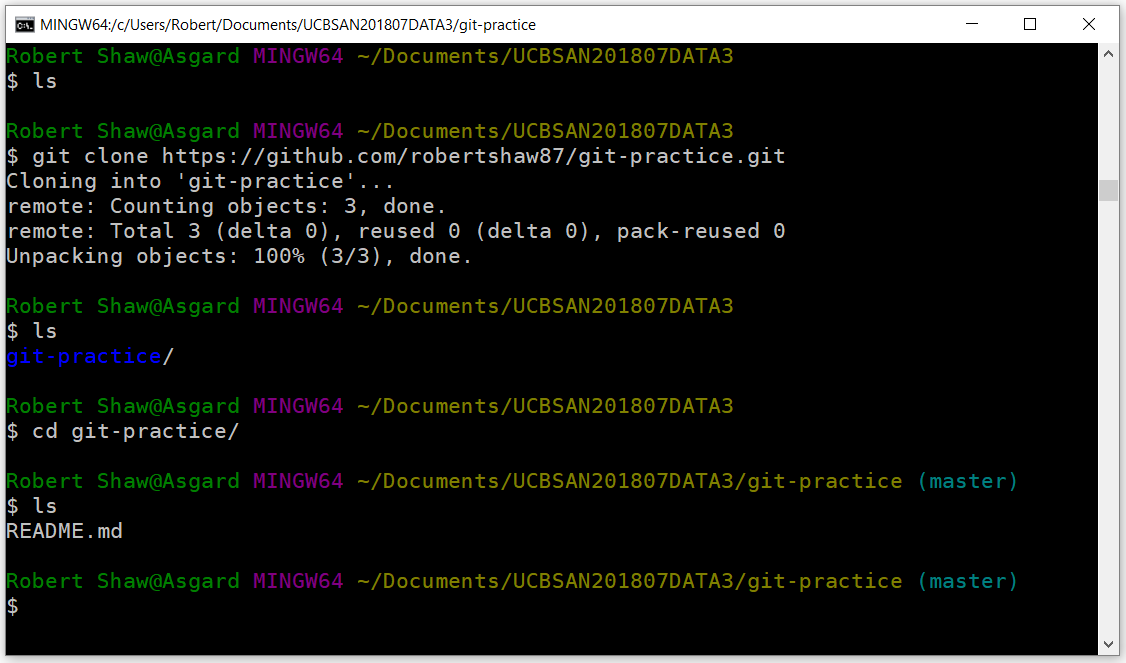 MINGW64:/c/Users/Robert/Documents/UCBSAN201807DATA3/git-practice
Robert Shaw@Asgard MINGW64 ~/Documents/UCBSAN201807DATA3
$ ls
Robert Shaw@Asgard MINGW64 ~/Documents/UCBSAN201807DATA3
$ git clone https://github.com/robertshaw87/git-practice.git
Cloning into 'git-practice'...
remote: Counting objects: 3, done.
remote: Total 3 (delta 0), reused 0 (delta 0), pack-reused 0
Unpacking objects: 100% (3/3), done.
Robert Shaw@Asgard MINGW64 ~/Documents/UCBSAN201807DATA3
$ ls
git-practice/
Robert Shaw@Asgard MINGW64 ~/Documents/UCBSAN201807DATA3
$ cd git-practice/
Robert Shaw@Asgard MINGW64 ~/Documents/UCBSAN201807DATA3/git-practice (master)
$ ls
README.md
Robert Shaw@Asgard MINGW64 ~/Documents/UCBSAN201807DATA3/git-practice (master)
$